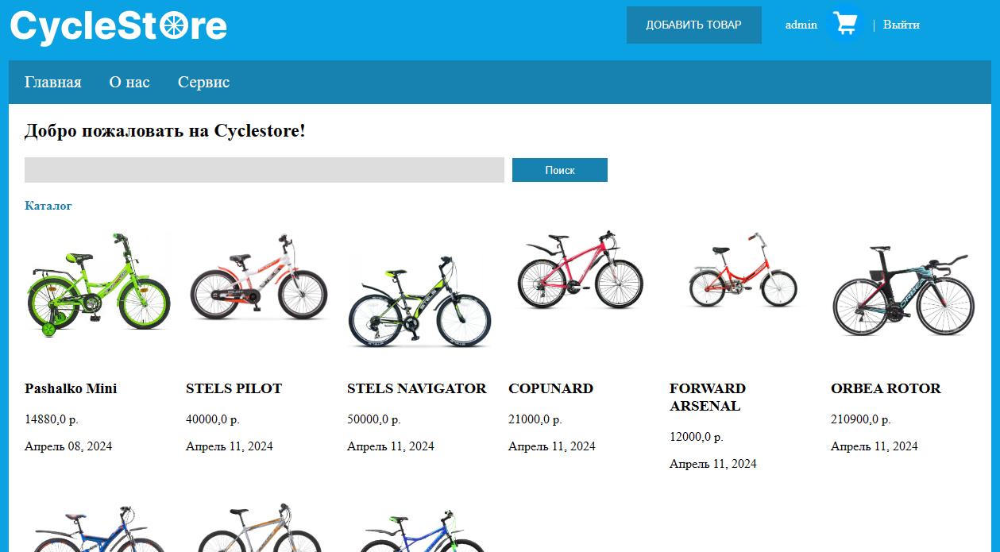 CycleStore
ДОБАВИТЬ ТОВАР
admin
| Выйти
Главная
О нас
Сервис
Добро пожаловать на Cyclestore!
Поиск
Каталог
Pashalko Mini
14880,0 р.
Апрель 08, 2024
STELS PILOT
40000,0 р.
Апрель 11, 2024
STELS NAVIGATOR
50000,0 р.
Апрель 11, 2024
COPUNARD
21000,0 р.
Апрель 11, 2024
FORWARD
ARSENAL
12000,0 р.
Апрель 11, 2024
ORBEA ROTOR
210900,0 р.
Апрель 11, 2024